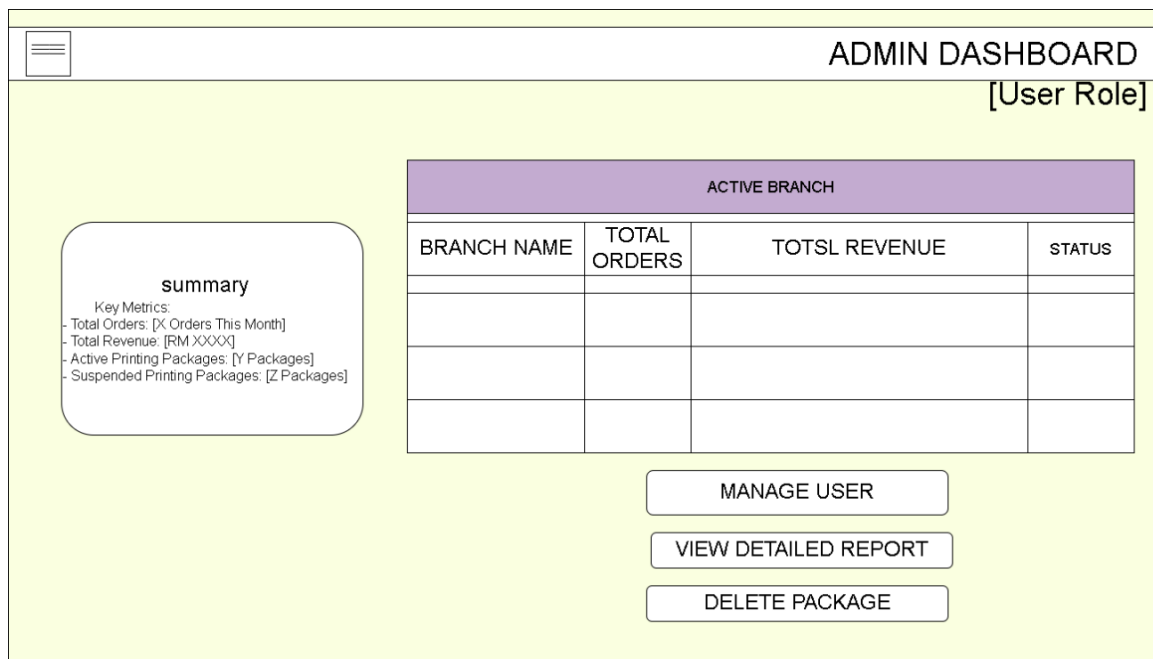 ADMIN DASHBOARD
[User Role]
summary
Key Metrics:
- Total Orders: [X Orders This Month]
- Total Revenue: [RM XXXX]
- Active Printing Packages: [Y Packages]
- Suspended Printing Packages: [Z Packages]
ACTIVE BRANCH
BRANCH NAME
TOTAL
ORDERS
TOTSL REVENUE
STATUS
MANAGE USER
VIEW DETAILED REPORT
DELETE PACKAGE